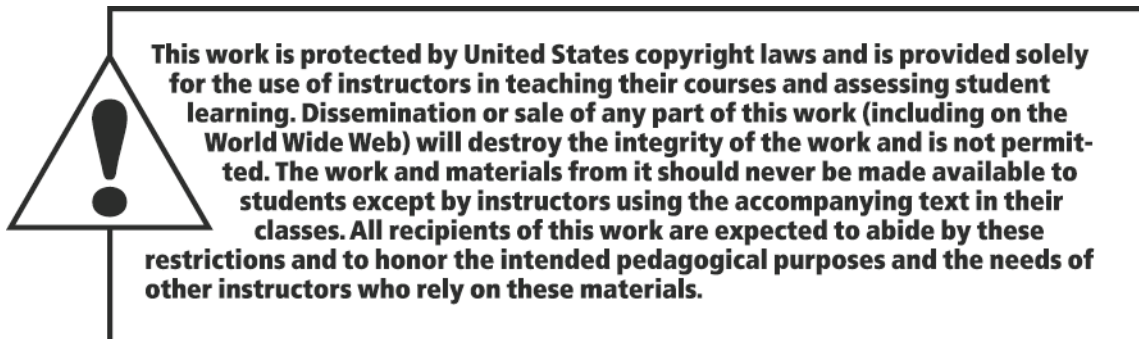 This work is protected by United States copyright laws and is provided solely
for the use of instructors in teaching their courses and assessing student
learning. Dissemination or sale of any part of this work (including on the
World Wide Web) will destroy the integrity of the work and is not permit-
ted. The work and materials from it should never be made available to
students except by instructors using the accompanying text in their
classes. All recipients of this work are expected to abide by these
restrictions and to honor the intended pedagogical purposes and the needs of
other instructors who rely on these materials.